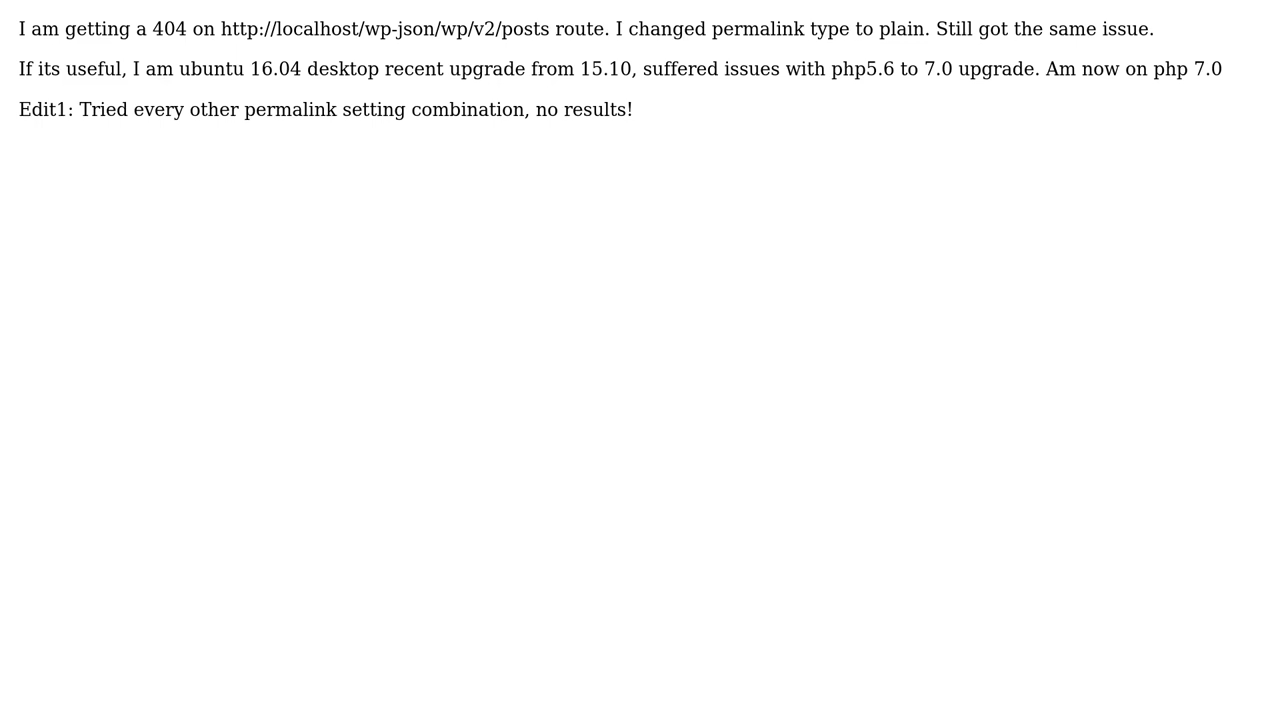 I am getting a 404 on http://localhost/wp-json/wp/v2/posts route. I changed permalink type to plain. Still got the same issue.
If its useful, I am ubuntu 16.04 desktop recent upgrade from 15.10, suffered issues with php5.6 to 7.0 upgrade. Am now on php 7.0
Edit1: Tried every other permalink setting combination, no results!